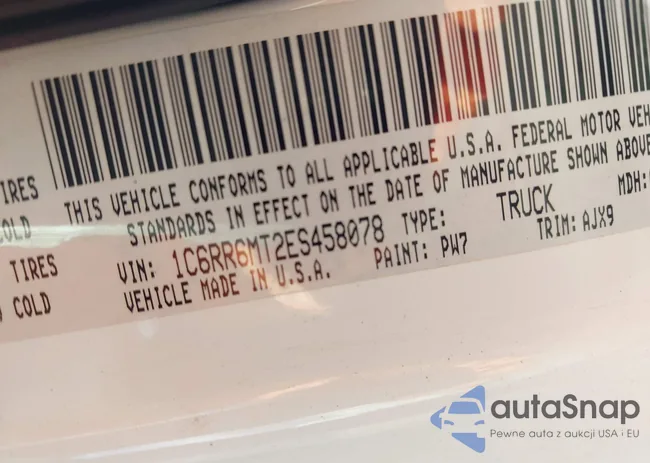 TIRES
COLD
TIRES
COLD
THIS VEHICLE CONFORMS TO ALL APPLICABLE U.S.A. FEDERAL MOTOR VEH
STANDARDS IN EFFECT ON THE DATE OF MANUFACTURE SHOWN ABOVE
VIN: 1C6RR6MT2ES458078 TYPE: TRUCK MDH:
VEHICLE MADE IN U.S.A. PAINT: PW7 TRIM: AJX9
autaSnap
Pewne auta z aukcji USA i EU